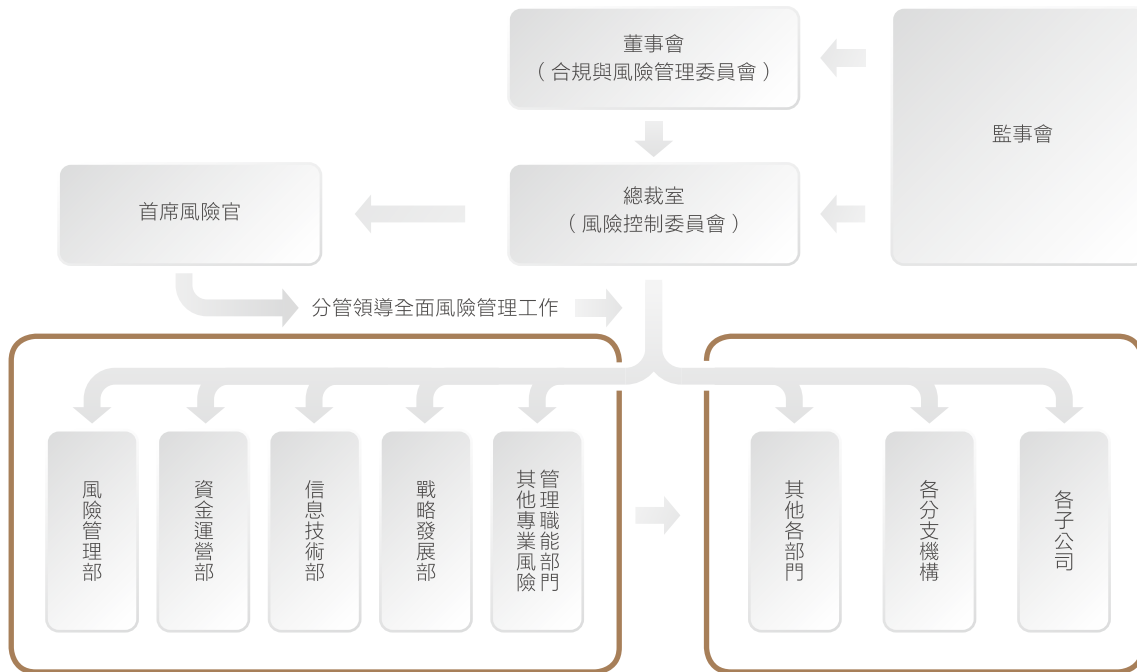 董事會
（合規與風險管理委員會）
監事會
首席風險官
總裁室
（風險控制委員會）
分管領導全面風險管理工作
風險管理部
資金運營部
信息技術部
戰略發展部
其他專業風險
管理職能部門
其他各部門
各分支機構
各子公司